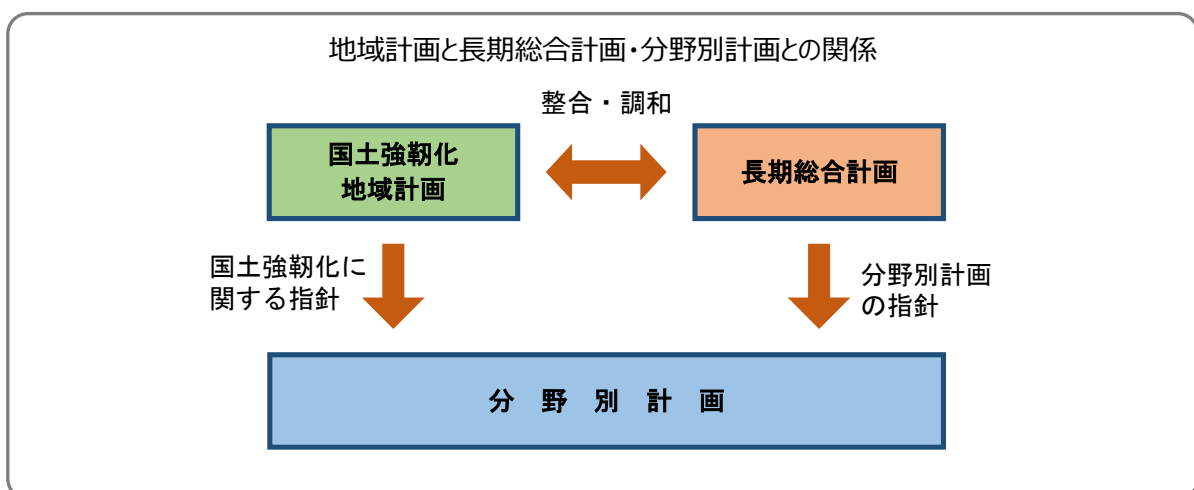 地域計画と長期総合計画・分野別計画との関係
整合・調和
国土強靱化
地域計画
長期総合計画
国土強靱化に
関する指針
分野別計画
の指針
分 野 別 計 画